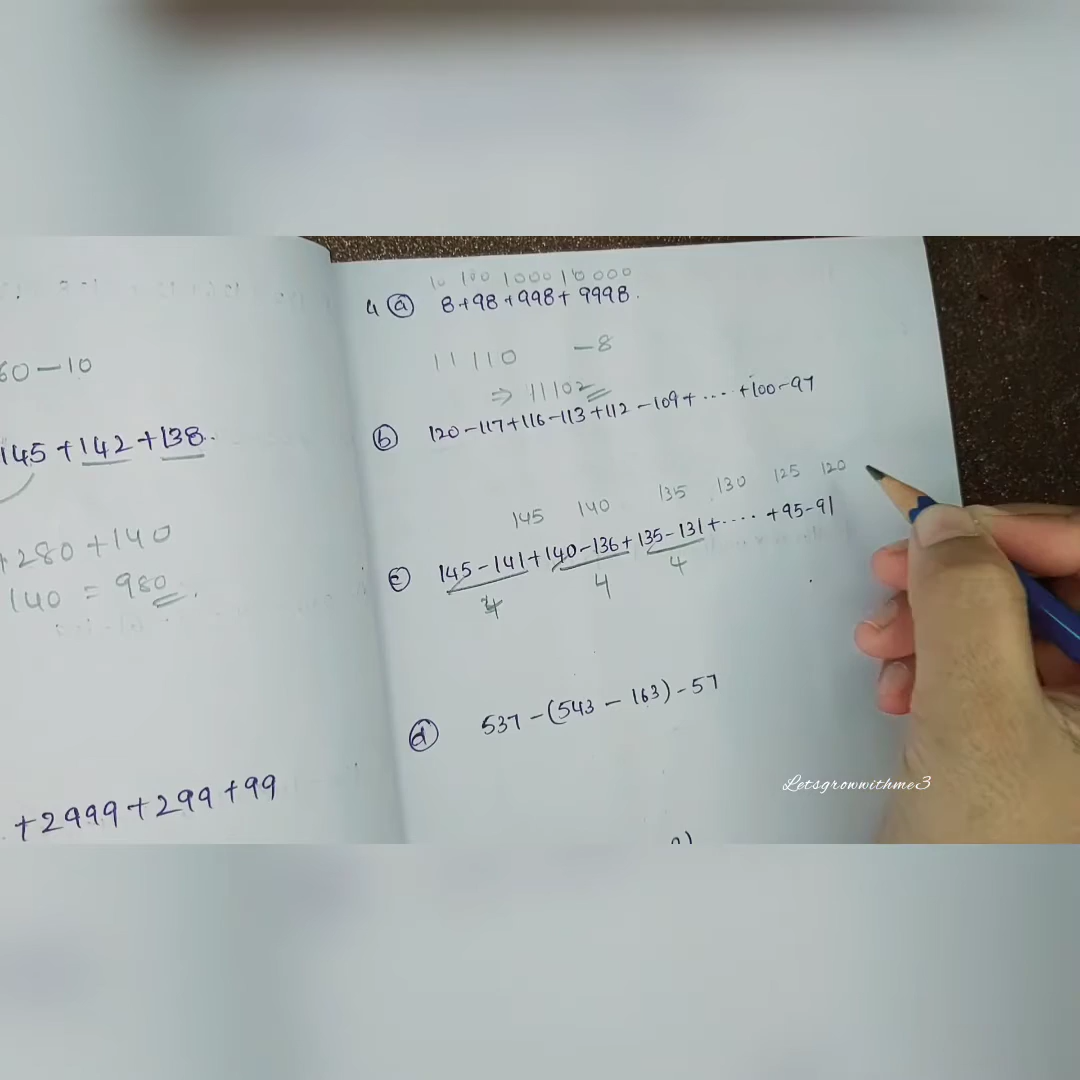 60-10
145+142+138.
+280+140
140 = 980
. +2999+299+99
10 100 1000 10000
4 (a) 8+98+998+ 9998.
11110 -8
⇒ 11102
(b) 120-117+116-113+112-109+ .... +100-97
145 140 135 130 125 120
(c) 145-141+140-136+135-131+ .... +95-91
4 4 4
(d) 537-(543-163)-57
Letsgrowwithme3